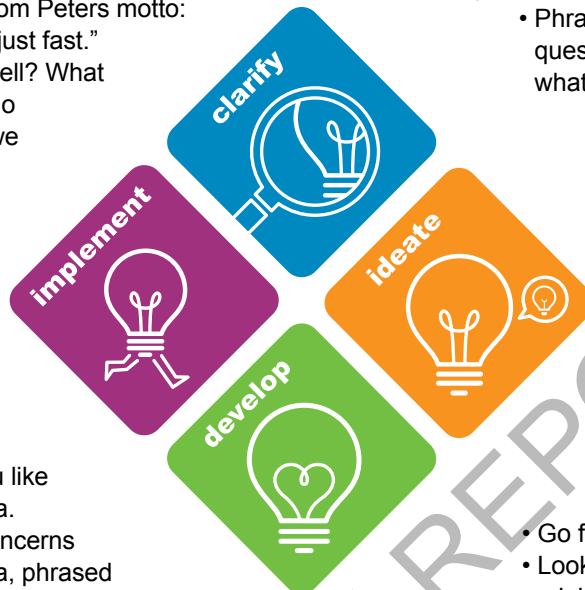 om Peters motto:
just fast.”
ell? What
o
ve
• Phra
ques
what
clarify
implement
ideate
develop
u like
a.
ncerns
a, phrased
• Go f
• Look
REPO